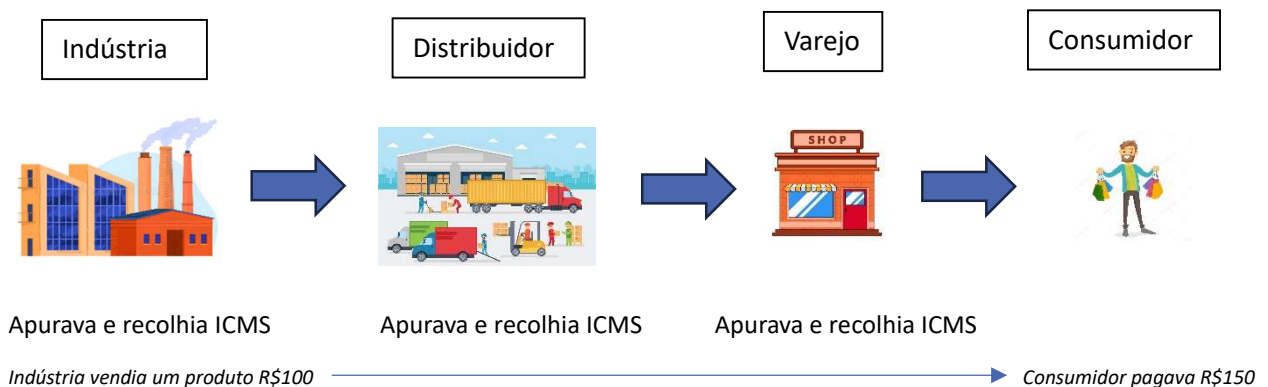 Indústria
Distribuidor
Varejo
Consumidor
SHOP
Apurava e recolhia ICMS
Apurava e recolhia ICMS
Apurava e recolhia ICMS
Indústria vendia um produto R$100
Consumidor pagava R$150